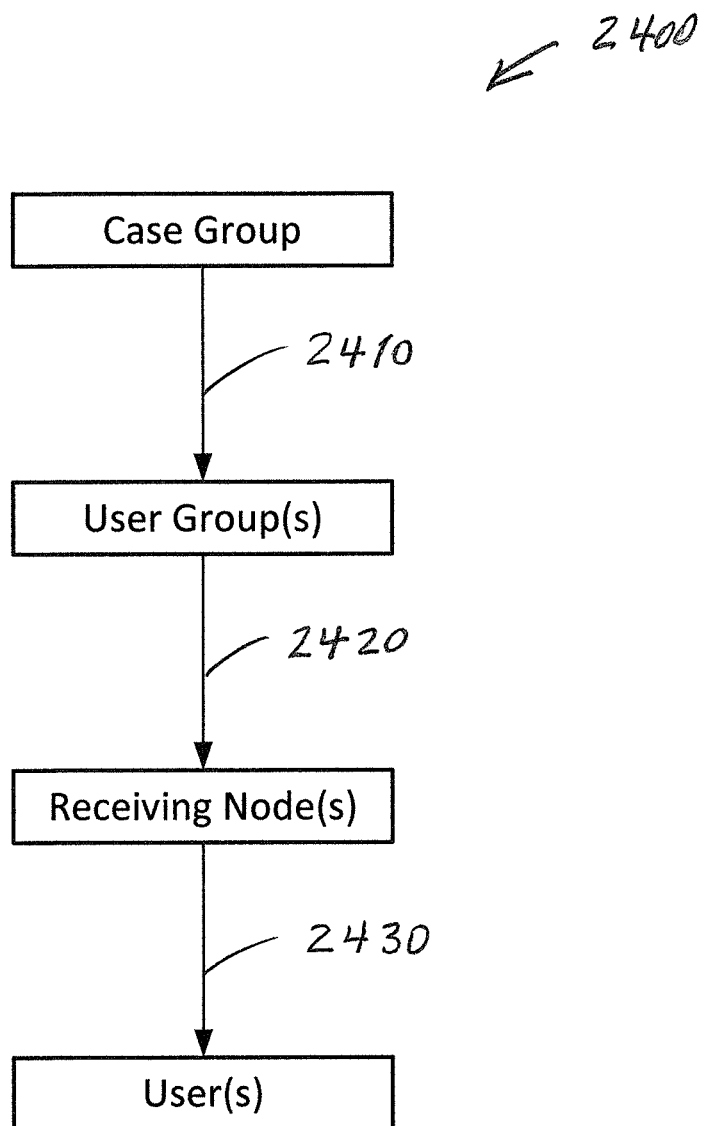 2400
Case Group
2410
User Group(s)
2420
Receiving Node(s)
2430
User(s)